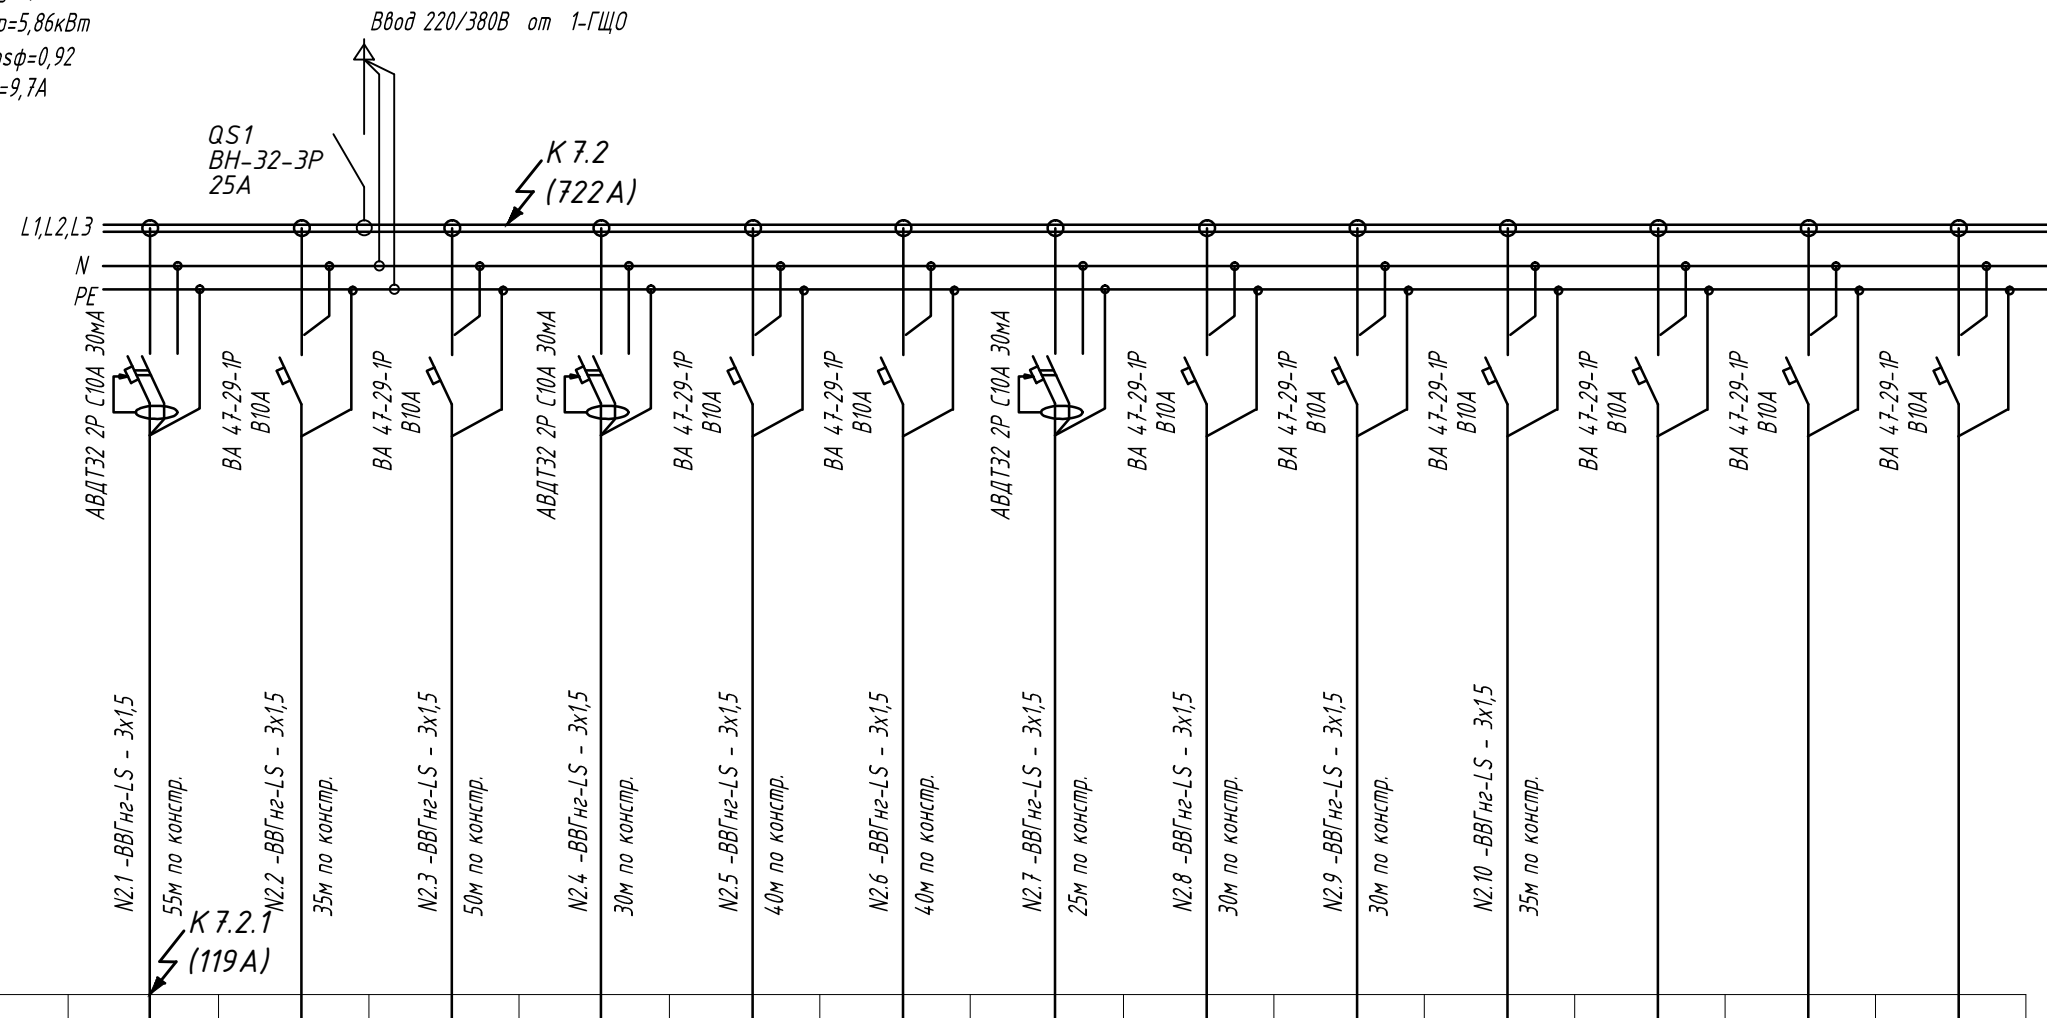 р=5,86кВт
sφ=0,92
=9,7А
Ввод 220/380В от 1-ГЩО
QS1
ВН-32-3Р
25А
К 7.2
(722А)
L1,L2,L3
N
PE
АВДТ32 2Р С10А 30мА
ВА 47-29-1Р
В10А
ВА 47-29-1Р
В10А
АВДТ32 2Р С10А 30мА
ВА 47-29-1Р
В10А
ВА 47-29-1Р
В10А
АВДТ32 2Р С10А 30мА
ВА 47-29-1Р
В10А
ВА 47-29-1Р
В10А
ВА 47-29-1Р
В10А
ВА 47-29-1Р
В10А
ВА 47-29-1Р
В10А
ВА 47-29-1Р
В10А
N2.1 -ВВГнг-LS - 3х1,5
55м по констр.
N2.2 -ВВГнг-LS - 3х1,5
35м по констр.
N2.3 -ВВГнг-LS - 3х1,5
50м по констр.
N2.4 -ВВГнг-LS - 3х1,5
30м по констр.
N2.5 -ВВГнг-LS - 3х1,5
40м по констр.
N2.6 -ВВГнг-LS - 3х1,5
40м по констр.
N2.7 -ВВГнг-LS - 3х1,5
25м по констр.
N2.8 -ВВГнг-LS - 3х1,5
30м по констр.
N2.9 -ВВГнг-LS - 3х1,5
30м по констр.
N2.10 -ВВГнг-LS - 3х1,5
35м по констр.
К 7.2.1
(119А)